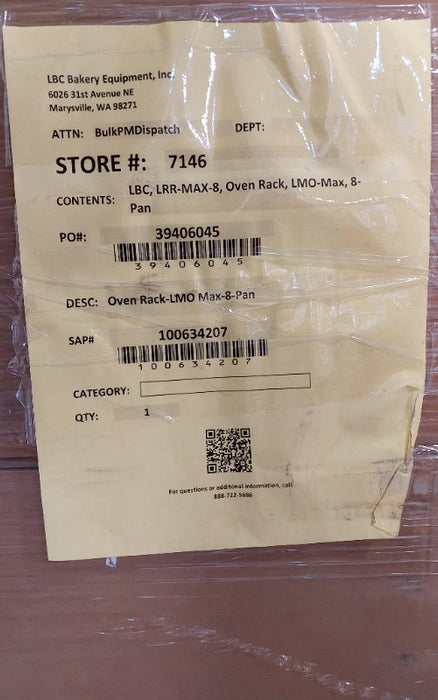 LBC Bakery Equipment, Inc.
6026 31st Avenue NE
Marysville, WA 98271
ATTN: BulkPMDispatch DEPT:
STORE #: 7146
CONTENTS: LBC, LRR-MAX-8, Oven Rack, LMO-Max, 8-
Pan
PO#: 39406045
39406045
DESC: Oven Rack-LMO Max-8-Pan
SAP# 100634207
100634207
CATEGORY:
QTY: 1
For questions or additonal information, call
888-722-5686